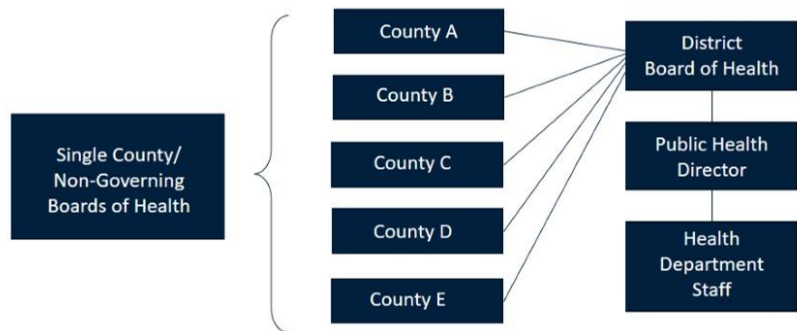 Single County/
Non-Governing
Boards of Health
County A
County B
County C
County D
County E
District
Board of Health
Public Health
Director
Health
Department
Staff